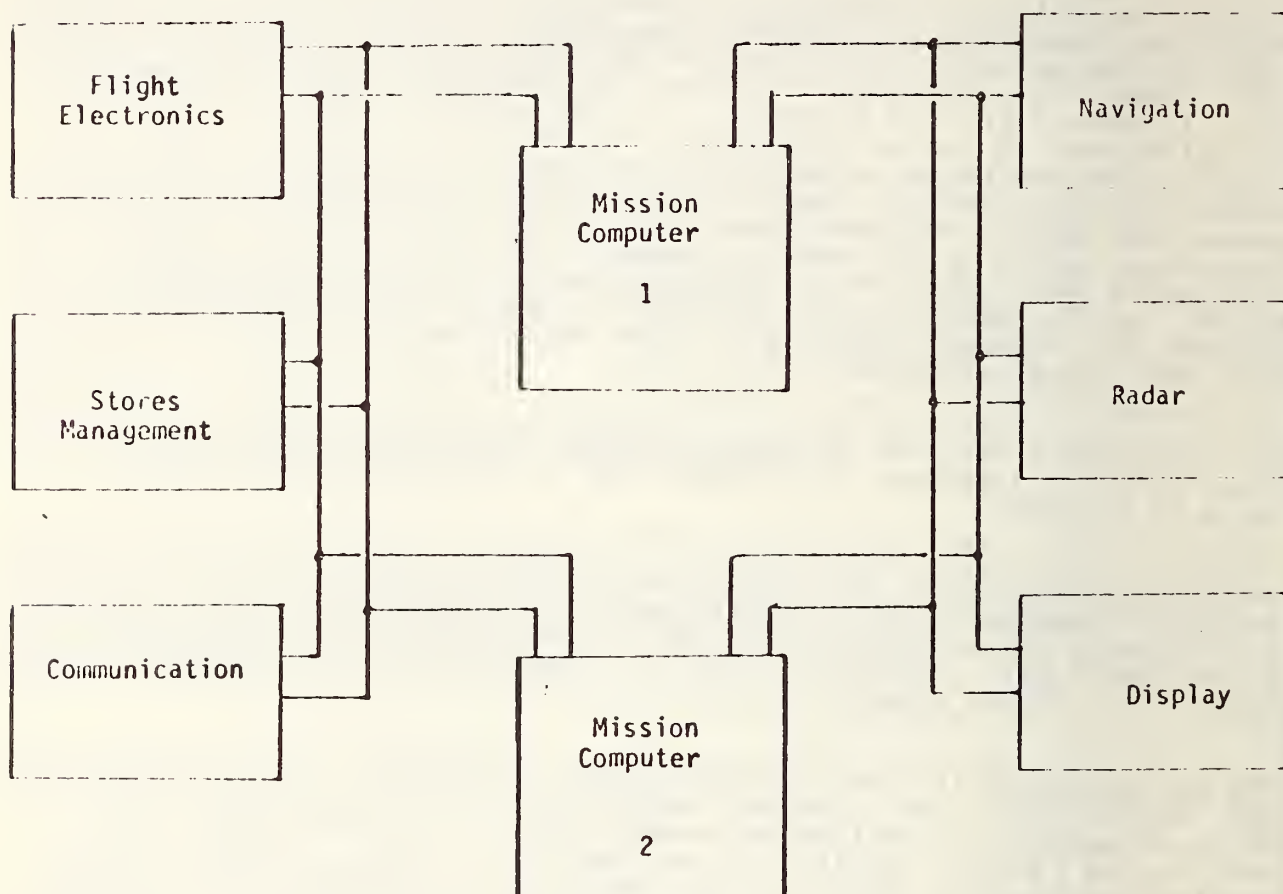 Flight
Electronics
Mission
Computer
1
Navigation
Stores
Management
Radar
Communication
Mission
Computer
2
Display